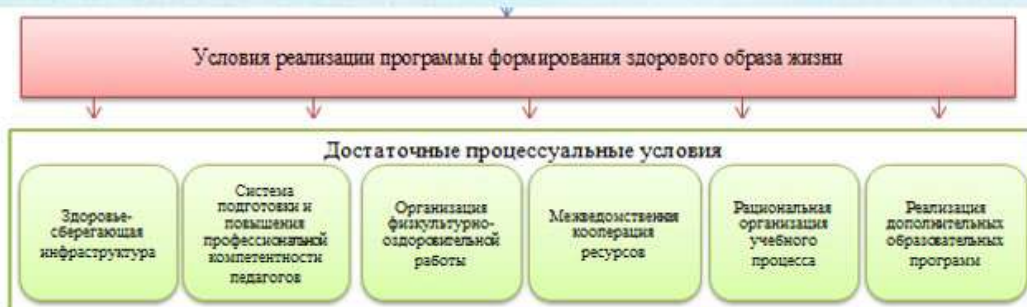 Условия реализации программы формирования здорового образа жизни
Достаточные процессуальные условия
Здоровье-
сберегающая
инфраструктура
Система
подготовки и
повышения
профессиональной
компетентности
педагогов
Организация
физкультурно-
оздоровительной
работы
Межведомственная
кооперация
ресурсов
Рациональная
организация
учебного
процесса
Реализация
дополнительных
образовательных
программ